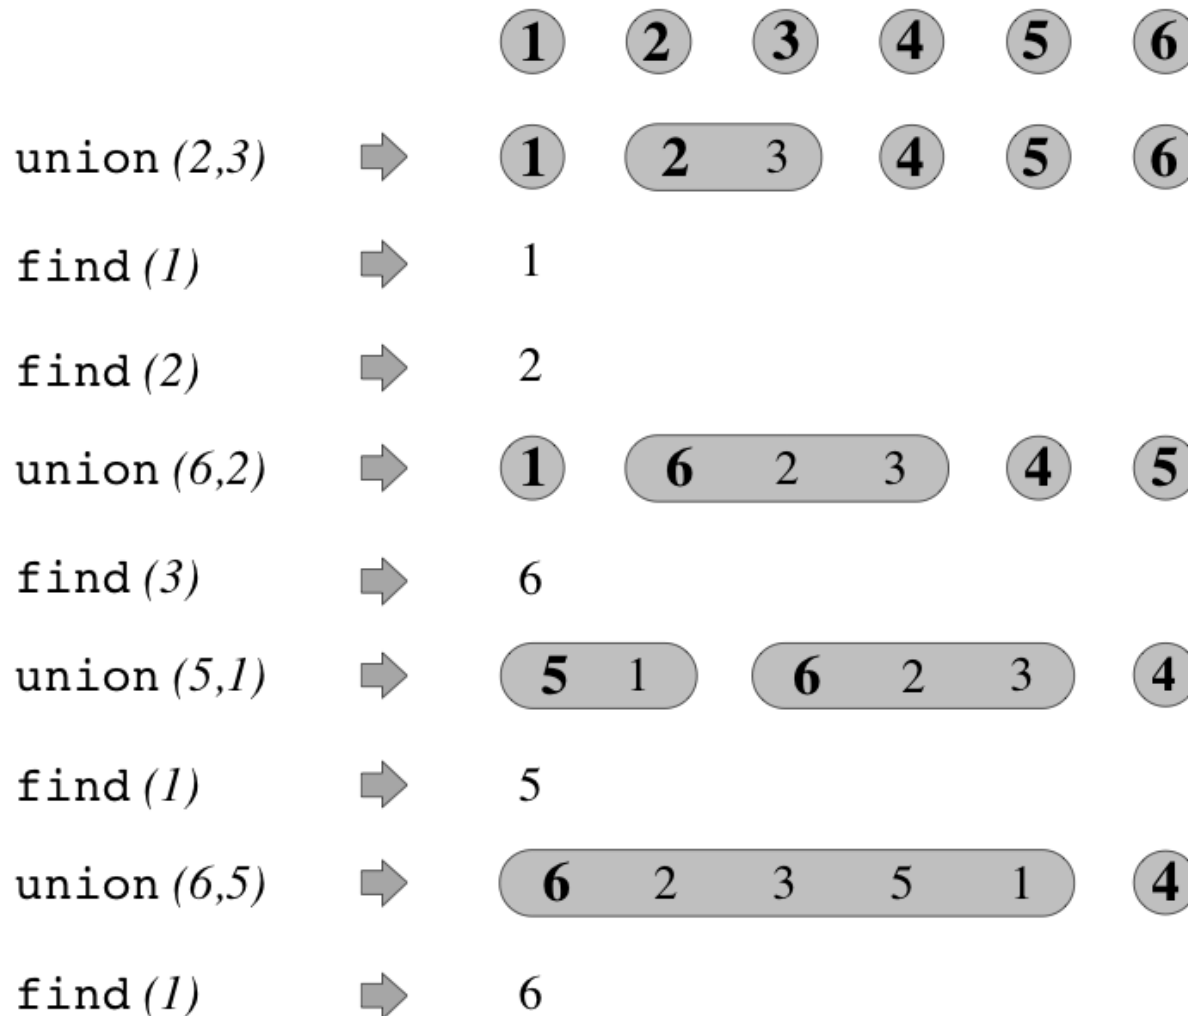 1 2 3 4 5 6
union (2,3) 1 2 3 4 5 6
find (1) 1
find (2) 2
union (6,2) 1 6 2 3 4 5
find (3) 6
union (5,1) 5 1 6 2 3 4
find (1) 5
union (6,5) 6 2 3 5 1 4
find (1) 6